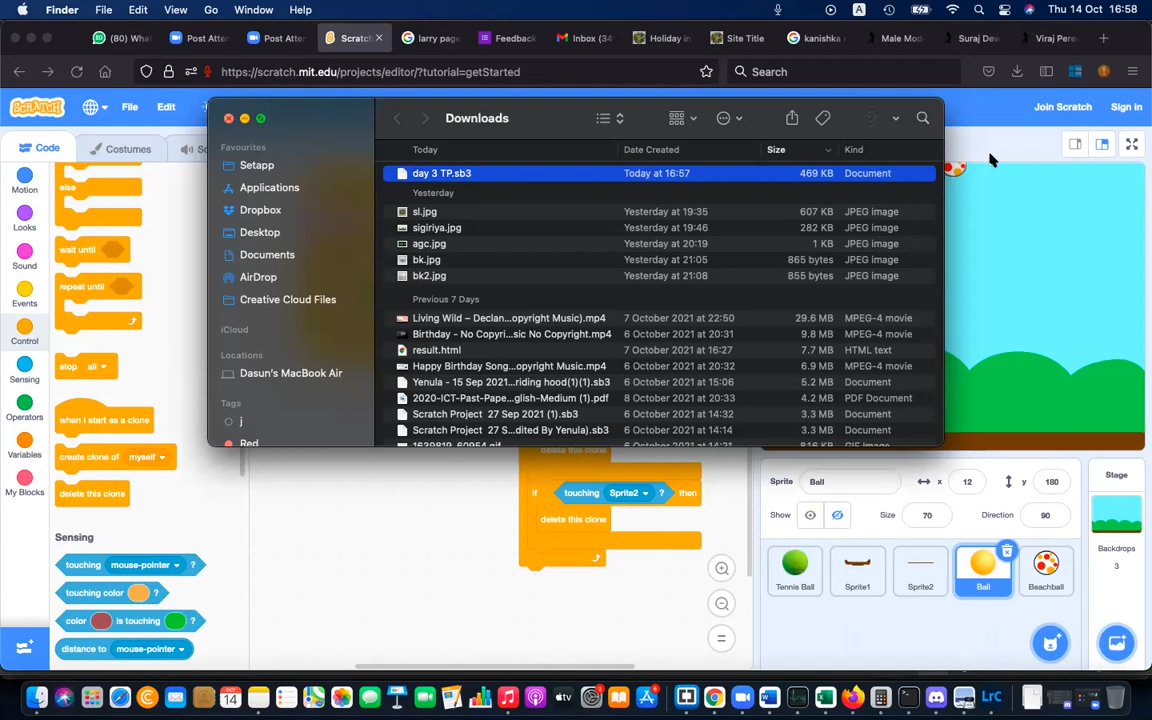 Finder File Edit View Go Window Help A Thu 14 Oct 16:58
(80) Wha Post Atten Post Atten Scratch larry page Feedback Inbox (34 Holiday in Site Title kanishka Male Mod Suraj Dew Viraj Pere
https://scratch.mit.edu/projects/editor/?tutorial=getStarted Search
SCRATCH File Edit Join Scratch Sign in
Code Costumes
Downloads
Favourites
Setapp
Applications
Dropbox
Desktop
Documents
AirDrop
Creative Cloud Files
iCloud
Locations
Dasun's MacBook Air
Tags
j
Red
Today Date Created Size Kind
day 3 TP.sb3 Today at 16:57 469 KB Document
Yesterday
sl.jpg Yesterday at 19:35 607 KB JPEG image
sigiriya.jpg Yesterday at 19:46 282 KB JPEG image
agc.jpg Yesterday at 20:19 1 KB JPEG image
bk.jpg Yesterday at 21:05 865 bytes JPEG image
bk2.jpg Yesterday at 21:08 855 bytes JPEG image
Previous 7 Days
Living Wild – Declan...opyright Music).mp4 7 October 2021 at 22:50 29.6 MB MPEG-4 movie
Birthday - No Copyri...sic No Copyright.mp4 6 October 2021 at 20:31 9.8 MB MPEG-4 movie
result.html 7 October 2021 at 16:27 7.7 MB HTML text
Happy Birthday Song...opyright Music.mp4 6 October 2021 at 20:32 6.9 MB MPEG-4 movie
Yenula - 15 Sep 2021...riding hood(1)(1).sb3 6 October 2021 at 15:06 5.2 MB Document
2020-ICT-Past-Pape...glish-Medium (1).pdf 4 October 2021 at 20:33 4.2 MB PDF Document
Scratch Project 27 Sep 2021 (1).sb3 6 October 2021 at 14:32 3.3 MB Document
Scratch Project 27 S...dited By Yenula).sb3 6 October 2021 at 14:14 3.3 MB Document
Motion
Looks
Sound
Events
Control
Sensing
Operators
Variables
My Blocks
else
wait until
repeat until
stop all
when I start as a clone
create clone of myself
delete this clone
Sensing
touching mouse-pointer ?
touching color ?
color is touching ?
distance to mouse-pointer
delete this clone
if touching Sprite2 ? then
delete this clone
Sprite Ball x 12 y 180
Show Size 70 Direction 90
Tennis Ball Sprite1 Sprite2 Ball Beachball
Stage
Backdrops
3
OCT
14
tv
W
X
LrC